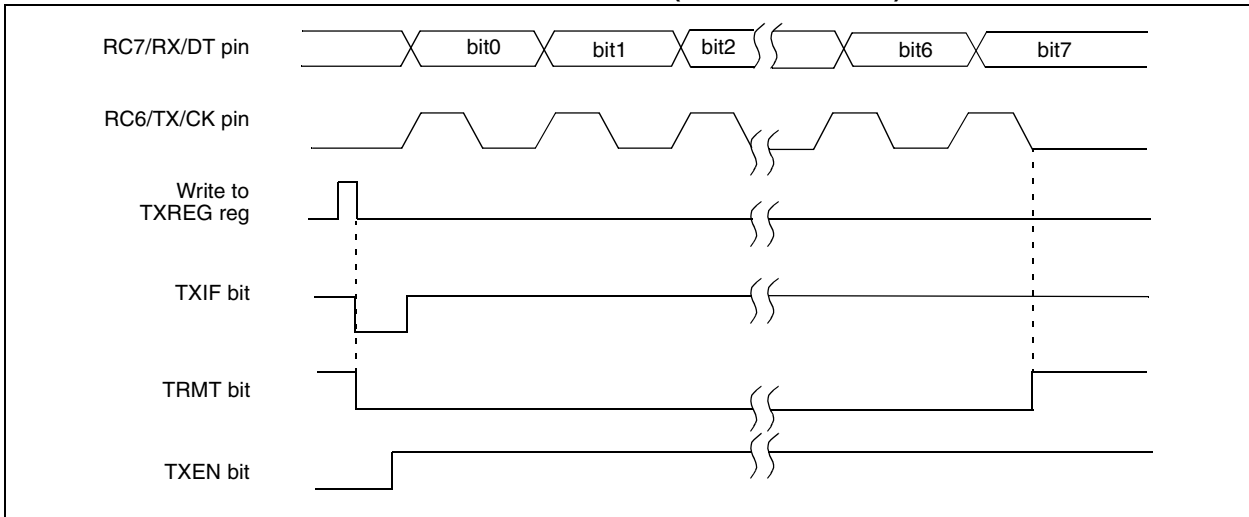 RC7/RX/DT pin
bit0 bit1 bit2 bit6 bit7
RC6/TX/CK pin
Write to
TXREG reg
TXIF bit
TRMT bit
TXEN bit